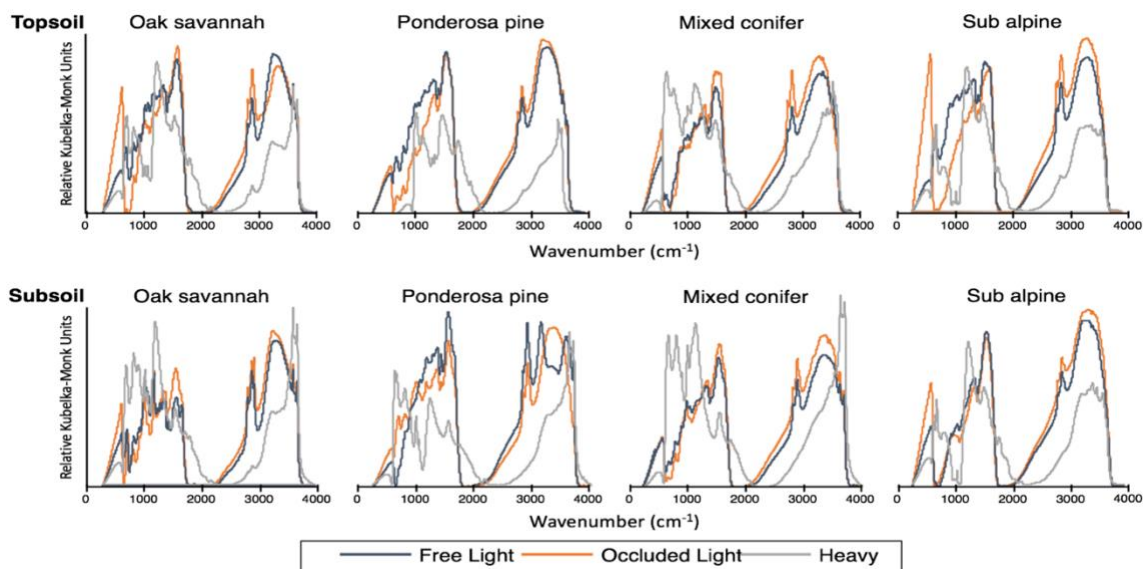 Topsoil Oak savannah Ponderosa pine Mixed conifer Sub alpine
Relative Kubelka-Monk Units
0 1000 2000 3000 4000 0 1000 2000 3000 4000 0 1000 2000 3000 4000 0 1000 2000 3000 4000
Wavenumber (cm⁻¹)
Subsoil Oak savannah Ponderosa pine Mixed conifer Sub alpine
Relative Kubelka-Monk Units
0 1000 2000 3000 4000 0 1000 2000 3000 4000 0 1000 2000 3000 4000 0 1000 2000 3000 4000
Wavenumber (cm⁻¹)
Free Light Occluded Light Heavy